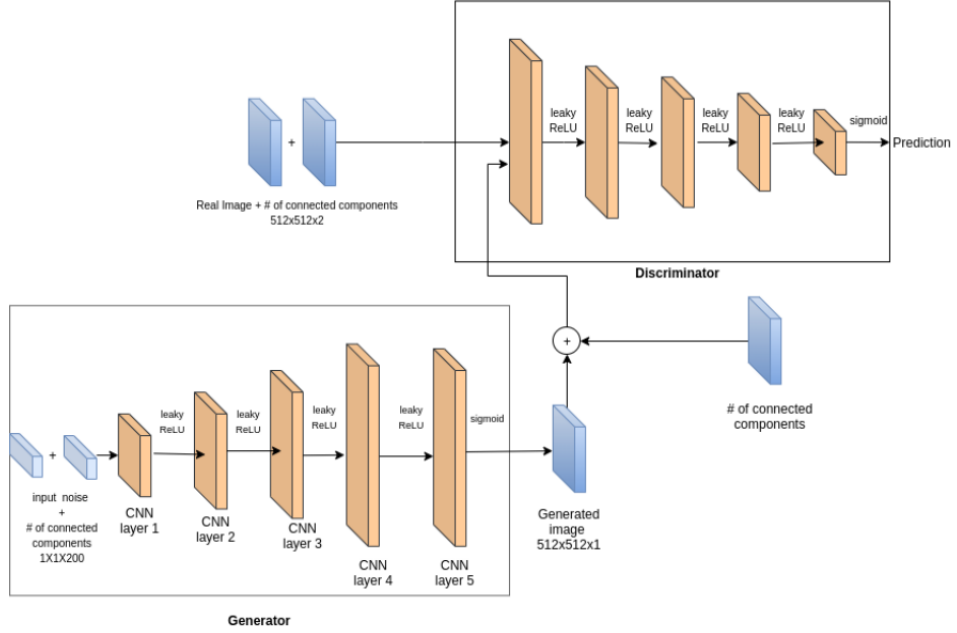 leaky
ReLU
leaky
ReLU
leaky
ReLU
leaky
ReLU
sigmoid
Prediction
+
Real Image + # of connected components
512x512x2
Discriminator
+
# of connected
components
leaky
ReLU
leaky
ReLU
leaky
ReLU
leaky
ReLU
sigmoid
+
input noise
+
# of connected
components
1X1X200
CNN
layer 1
CNN
layer 2
CNN
layer 3
CNN
layer 4
CNN
layer 5
Generated
image
512x512x1
Generator